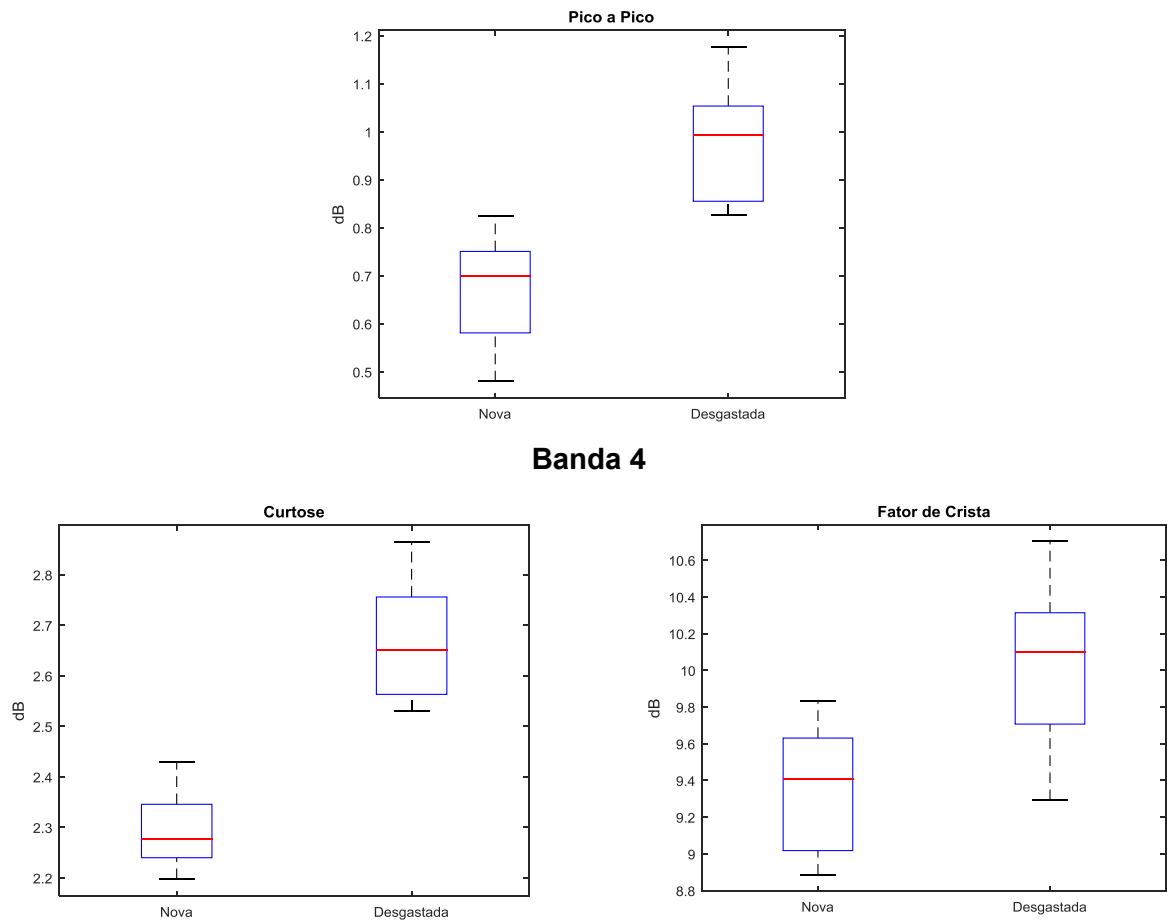 Pico a Pico
dB
1.2
1.1
1
0.9
0.8
0.7
0.6
0.5
Nova Desgastada
Banda 4
Curtose
dB
2.8
2.7
2.6
2.5
2.4
2.3
2.2
Nova Desgastada
Fator de Crista
dB
10.6
10.4
10.2
10
9.8
9.6
9.4
9.2
9
8.8
Nova Desgastada